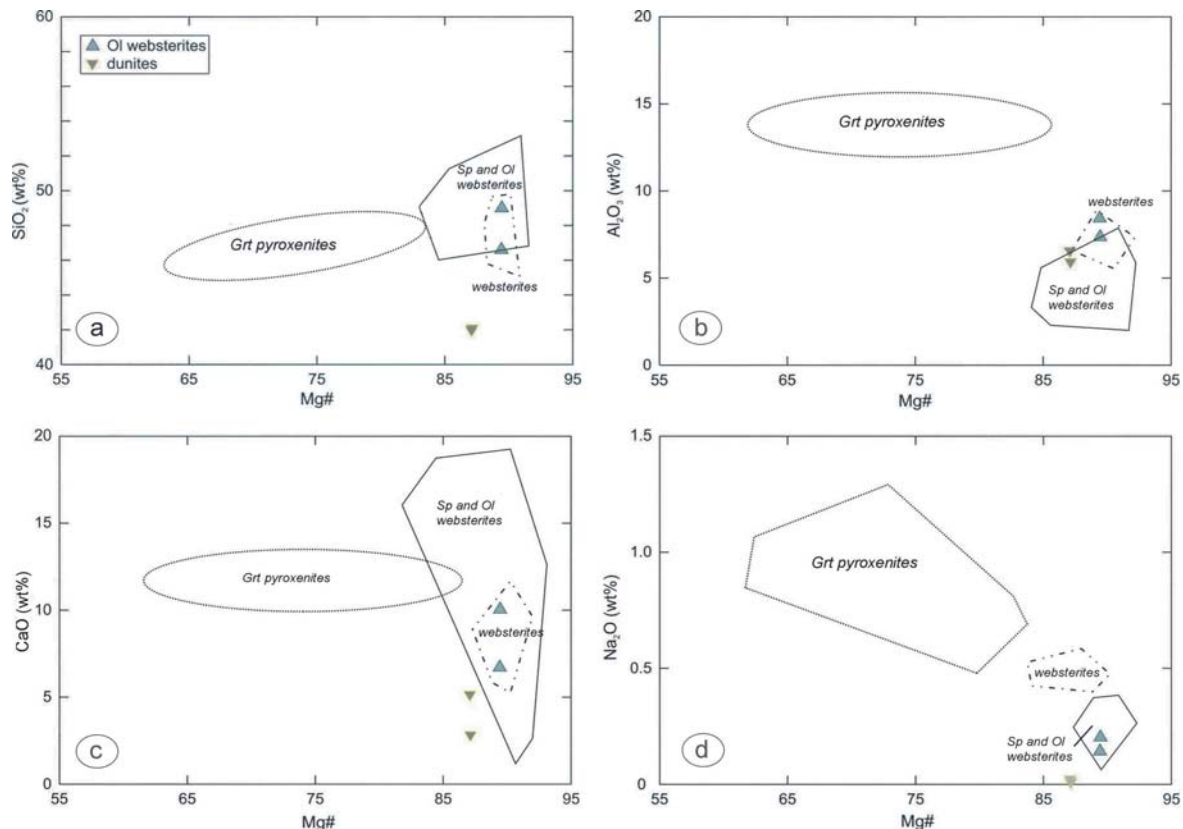 60
50
40
SiO₂ (wt%)
Ol websterites
dunites
Sp and Ol
websterites
Grt pyroxenites
websterites
a
55 65 75 85 95
Mg#
20
15
10
5
0
Al₂O₃ (wt%)
Grt pyroxenites
websterites
Sp and Ol
websterites
b
55 65 75 85 95
Mg#
20
15
10
5
0
CaO (wt%)
Sp and Ol
websterites
Grt pyroxenites
websterites
c
55 65 75 85 95
Mg#
1.5
1.0
0.5
0
Na₂O (wt%)
Grt pyroxenites
websterites
Sp and Ol
websterites
d
55 65 75 85 95
Mg#